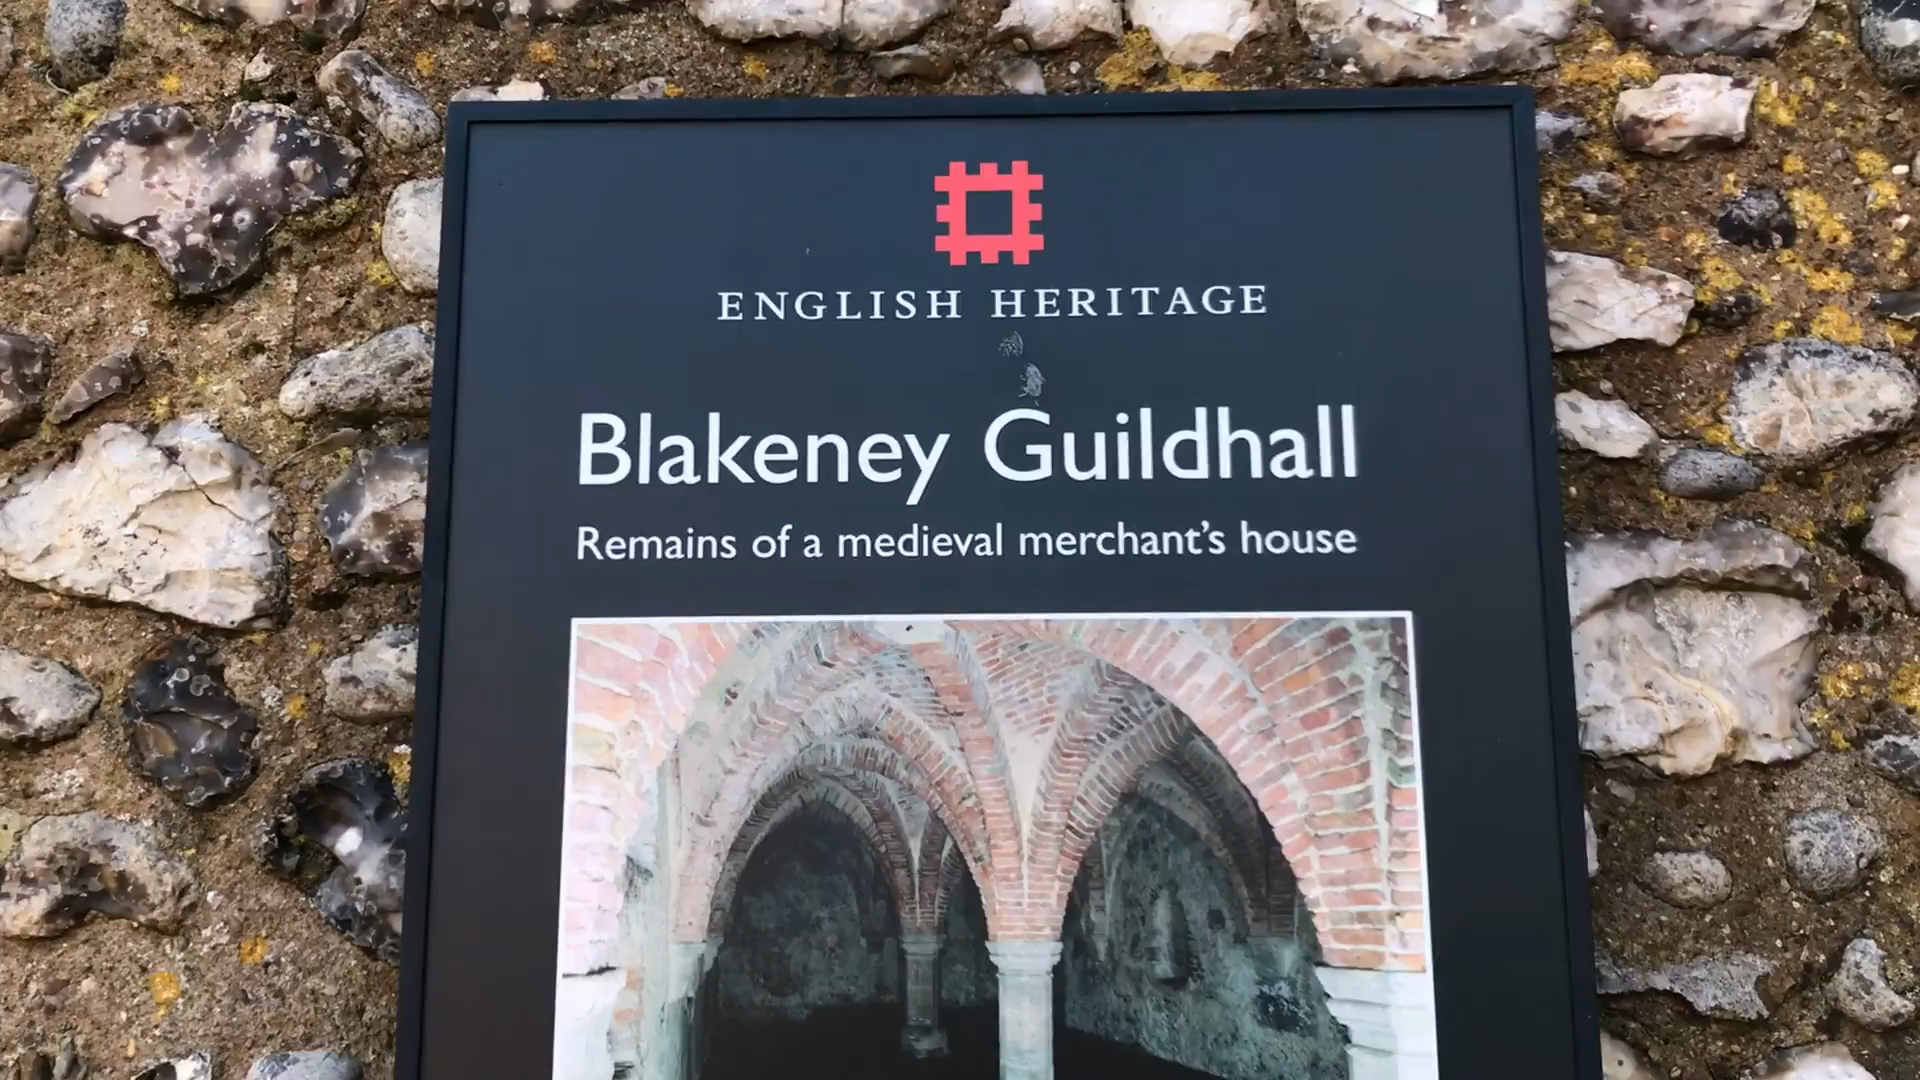 ENGLISH HERITAGE
Blakeney Guildhall
Remains of a medieval merchant's house